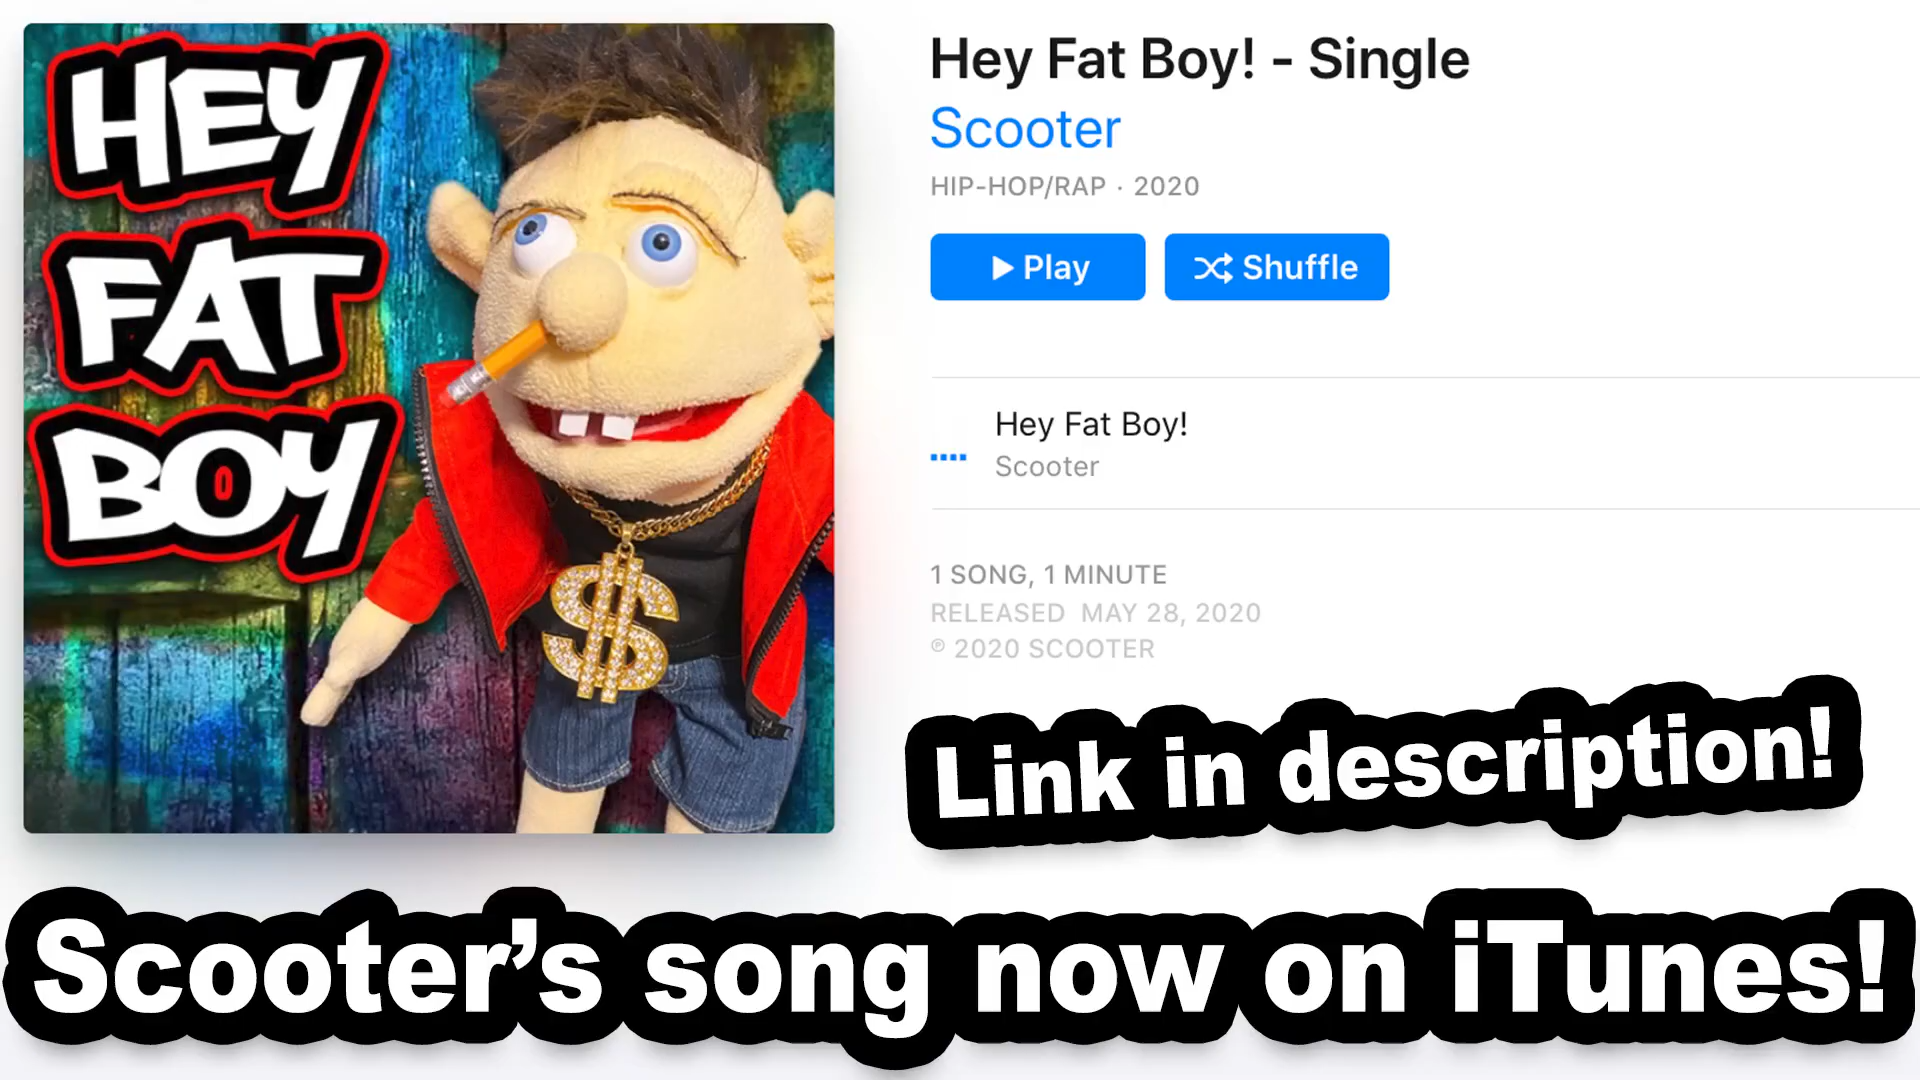 HEY
FAT
BOY
Hey Fat Boy! - Single
Scooter
HIP-HOP/RAP · 2020
Play
Shuffle
Hey Fat Boy!
Scooter
1 SONG, 1 MINUTE
RELEASED MAY 28, 2020
℗ 2020 SCOOTER
Link in description!
Scooter’s song now on iTunes!